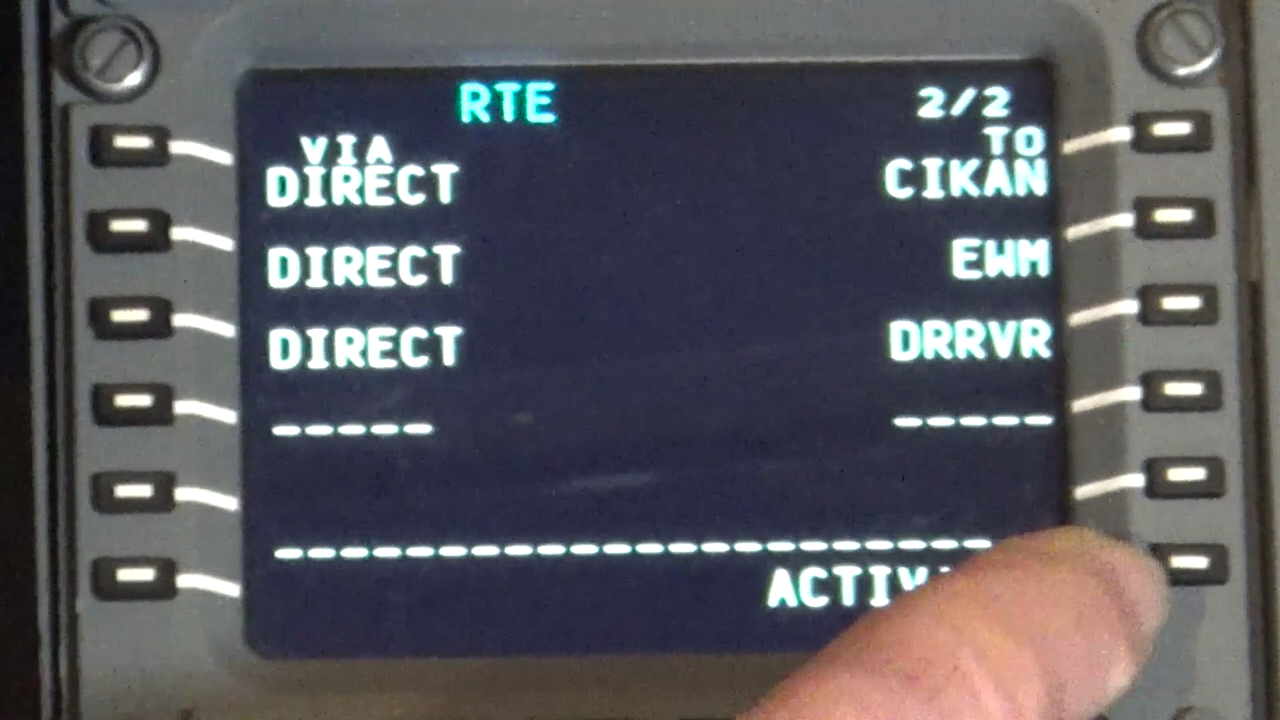 RTE 2/2
VIA TO
DIRECT CIKAN
DIRECT EWM
DIRECT DRRVR
----- -----
----------------------